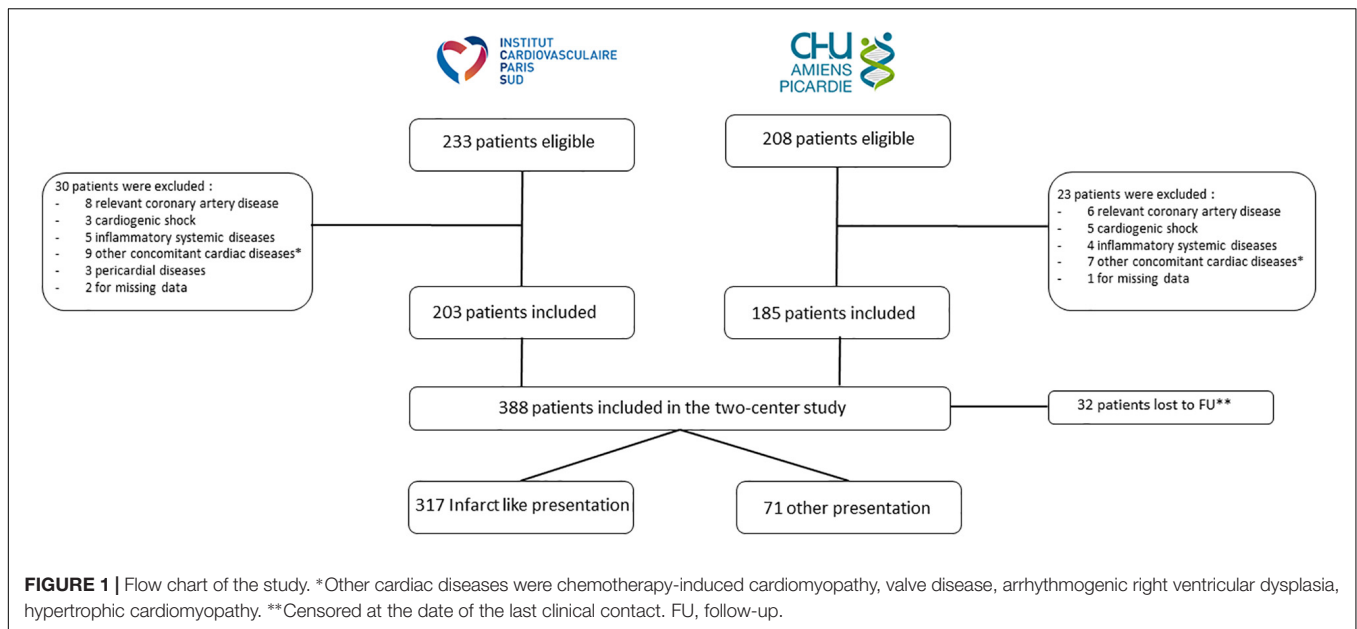 INSTITUT
CARDIOVASCULAIRE
PARIS
SUD
CHU
AMIENS
PICARDIE
233 patients eligible
208 patients eligible
30 patients were excluded :
- 8 relevant coronary artery disease
- 3 cardiogenic shock
- 5 inflammatory systemic diseases
- 9 other concomitant cardiac diseases*
- 3 pericardial diseases
- 2 for missing data
23 patients were excluded :
- 6 relevant coronary artery disease
- 5 cardiogenic shock
- 4 inflammatory systemic diseases
- 7 other concomitant cardiac diseases*
- 1 for missing data
203 patients included
185 patients included
388 patients included in the two-center study
32 patients lost to FU**
317 Infarct like presentation
71 other presentation
FIGURE 1 | Flow chart of the study. *Other cardiac diseases were chemotherapy-induced cardiomyopathy, valve disease, arrhythmogenic right ventricular dysplasia,
hypertrophic cardiomyopathy. **Censored at the date of the last clinical contact. FU, follow-up.